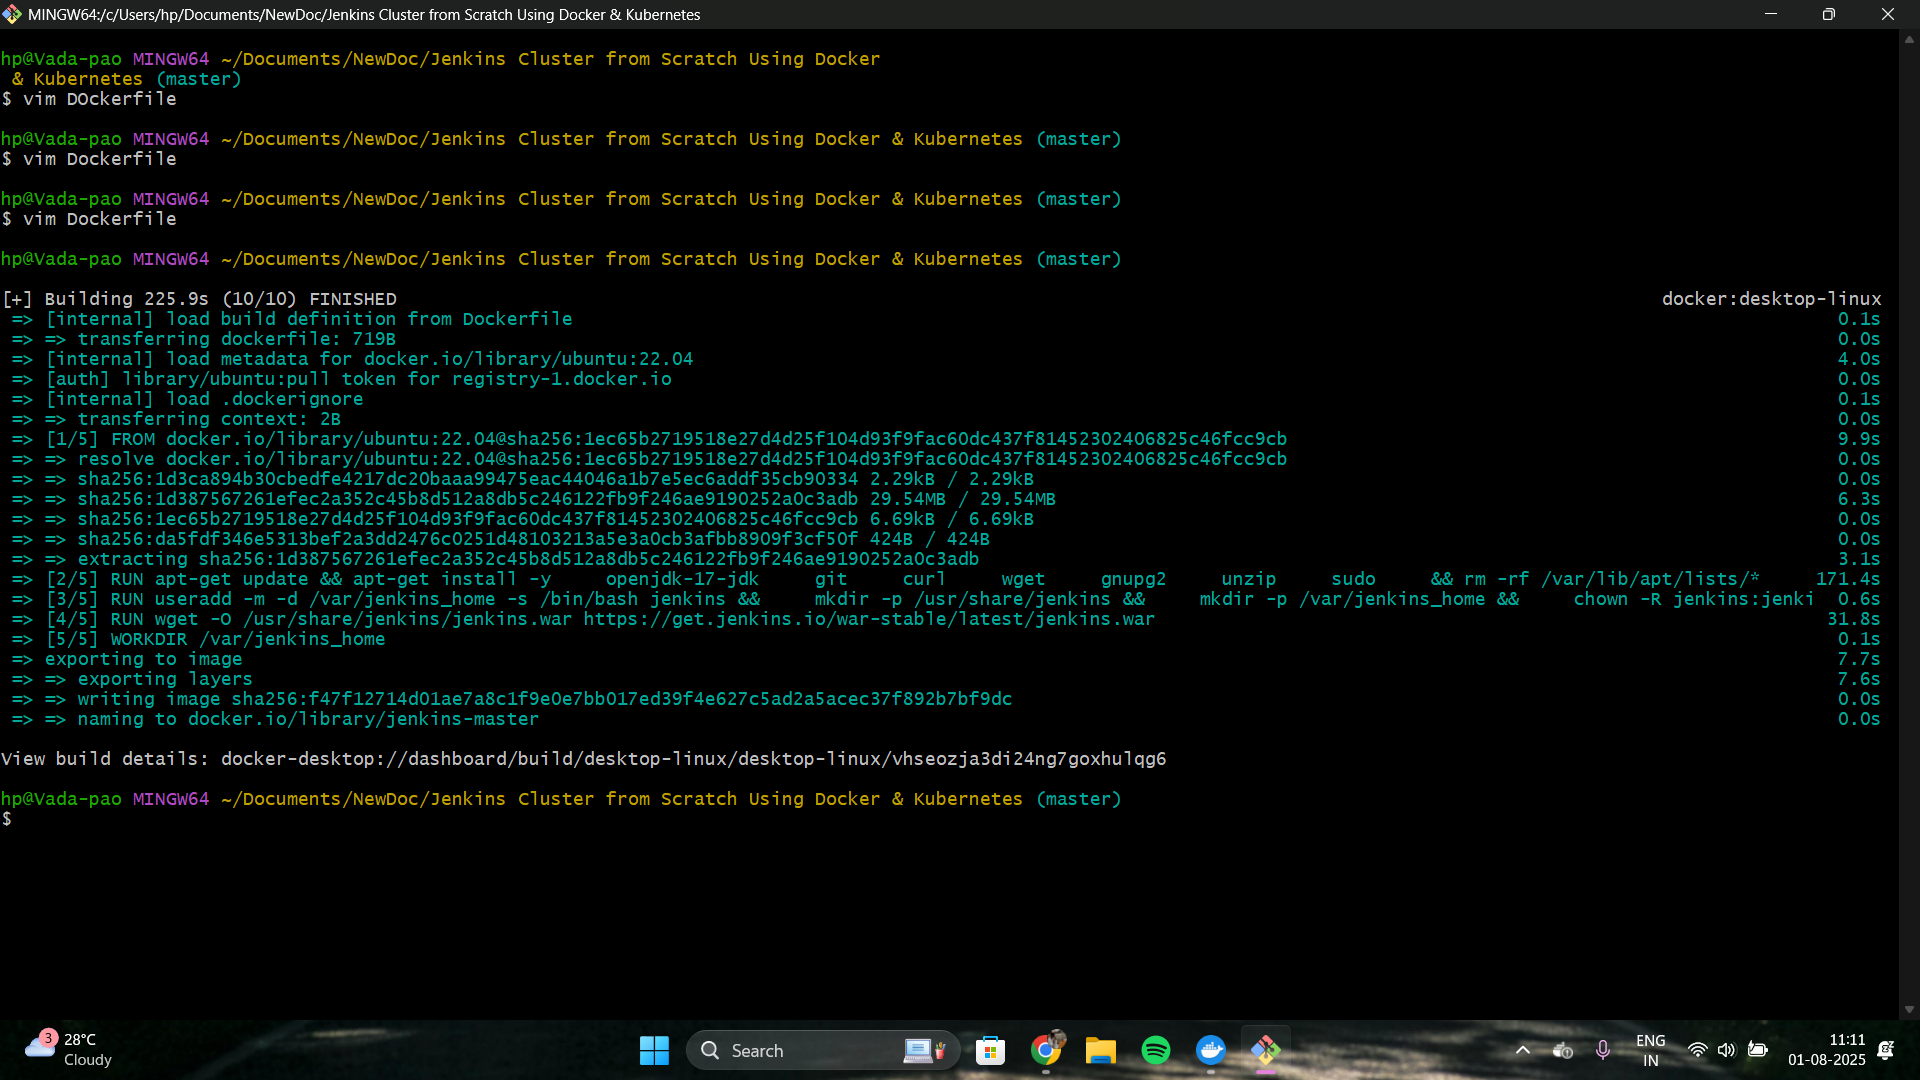 MINGW64:/c/Users/hp/Documents/NewDoc/Jenkins Cluster from Scratch Using Docker & Kubernetes
hp@Vada-pao MINGW64 ~/Documents/NewDoc/Jenkins Cluster from Scratch Using Docker
& Kubernetes (master)
$ vim DOckerfile
hp@Vada-pao MINGW64 ~/Documents/NewDoc/Jenkins Cluster from Scratch Using Docker & Kubernetes (master)
$ vim Dockerfile
hp@Vada-pao MINGW64 ~/Documents/NewDoc/Jenkins Cluster from Scratch Using Docker & Kubernetes (master)
$ vim Dockerfile
hp@Vada-pao MINGW64 ~/Documents/NewDoc/Jenkins Cluster from Scratch Using Docker & Kubernetes (master)
[+] Building 225.9s (10/10) FINISHED docker:desktop-linux
=> [internal] load build definition from Dockerfile 0.1s
=> => transferring dockerfile: 719B 0.0s
=> [internal] load metadata for docker.io/library/ubuntu:22.04 4.0s
=> [auth] library/ubuntu:pull token for registry-1.docker.io 0.0s
=> [internal] load .dockerignore 0.1s
=> => transferring context: 2B 0.0s
=> [1/5] FROM docker.io/library/ubuntu:22.04@sha256:1ec65b2719518e27d4d25f104d93f9fac60dc437f81452302406825c46fcc9cb 9.9s
=> => resolve docker.io/library/ubuntu:22.04@sha256:1ec65b2719518e27d4d25f104d93f9fac60dc437f81452302406825c46fcc9cb 0.0s
=> => sha256:1d3ca894b30cbedfe4217dc20baaa99475eac44046a1b7e5ec6addf35cb90334 2.29kB / 2.29kB 0.0s
=> => sha256:1d387567261efec2a352c45b8d512a8db5c246122fb9f246ae9190252a0c3adb 29.54MB / 29.54MB 6.3s
=> => sha256:1ec65b2719518e27d4d25f104d93f9fac60dc437f81452302406825c46fcc9cb 6.69kB / 6.69kB 0.0s
=> => sha256:da5fdf346e5313bef2a3dd2476c0251d48103213a5e3a0cb3afbb8909f3cf50f 424B / 424B 0.0s
=> => extracting sha256:1d387567261efec2a352c45b8d512a8db5c246122fb9f246ae9190252a0c3adb 3.1s
=> [2/5] RUN apt-get update && apt-get install -y openjdk-17-jdk git curl wget gnupg2 unzip sudo && rm -rf /var/lib/apt/lists/* 171.4s
=> [3/5] RUN useradd -m -d /var/jenkins_home -s /bin/bash jenkins && mkdir -p /usr/share/jenkins && mkdir -p /var/jenkins_home && chown -R jenkins:jenki 0.6s
=> [4/5] RUN wget -O /usr/share/jenkins/jenkins.war https://get.jenkins.io/war-stable/latest/jenkins.war 31.8s
=> [5/5] WORKDIR /var/jenkins_home 0.1s
=> exporting to image 7.7s
=> => exporting layers 7.6s
=> => writing image sha256:f47f12714d01ae7a8c1f9e0e7bb017ed39f4e627c5ad2a5acec37f892b7bf9dc 0.0s
=> => naming to docker.io/library/jenkins-master 0.0s
View build details: docker-desktop://dashboard/build/desktop-linux/desktop-linux/vhseozja3di24ng7goxhulqg6
hp@Vada-pao MINGW64 ~/Documents/NewDoc/Jenkins Cluster from Scratch Using Docker & Kubernetes (master)
$
3
28°C
Cloudy
Search
ENG
IN
11:11
01-08-2025